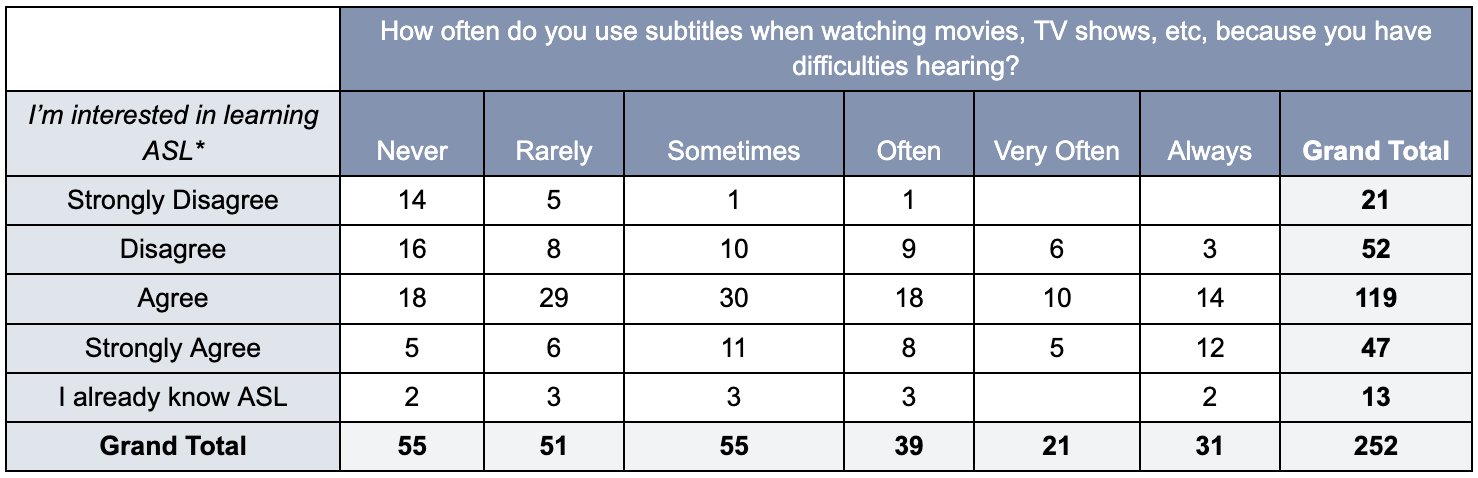 How often do you use subtitles when watching movies, TV shows, etc, because you have
difficulties hearing?
I’m interested in learning
ASL*
Never Rarely Sometimes Often Very Often Always Grand Total
Strongly Disagree 14 5 1 1 21
Disagree 16 8 10 9 6 3 52
Agree 18 29 30 18 10 14 119
Strongly Agree 5 6 11 8 5 12 47
I already know ASL 2 3 3 3 2 13
Grand Total 55 51 55 39 21 31 252